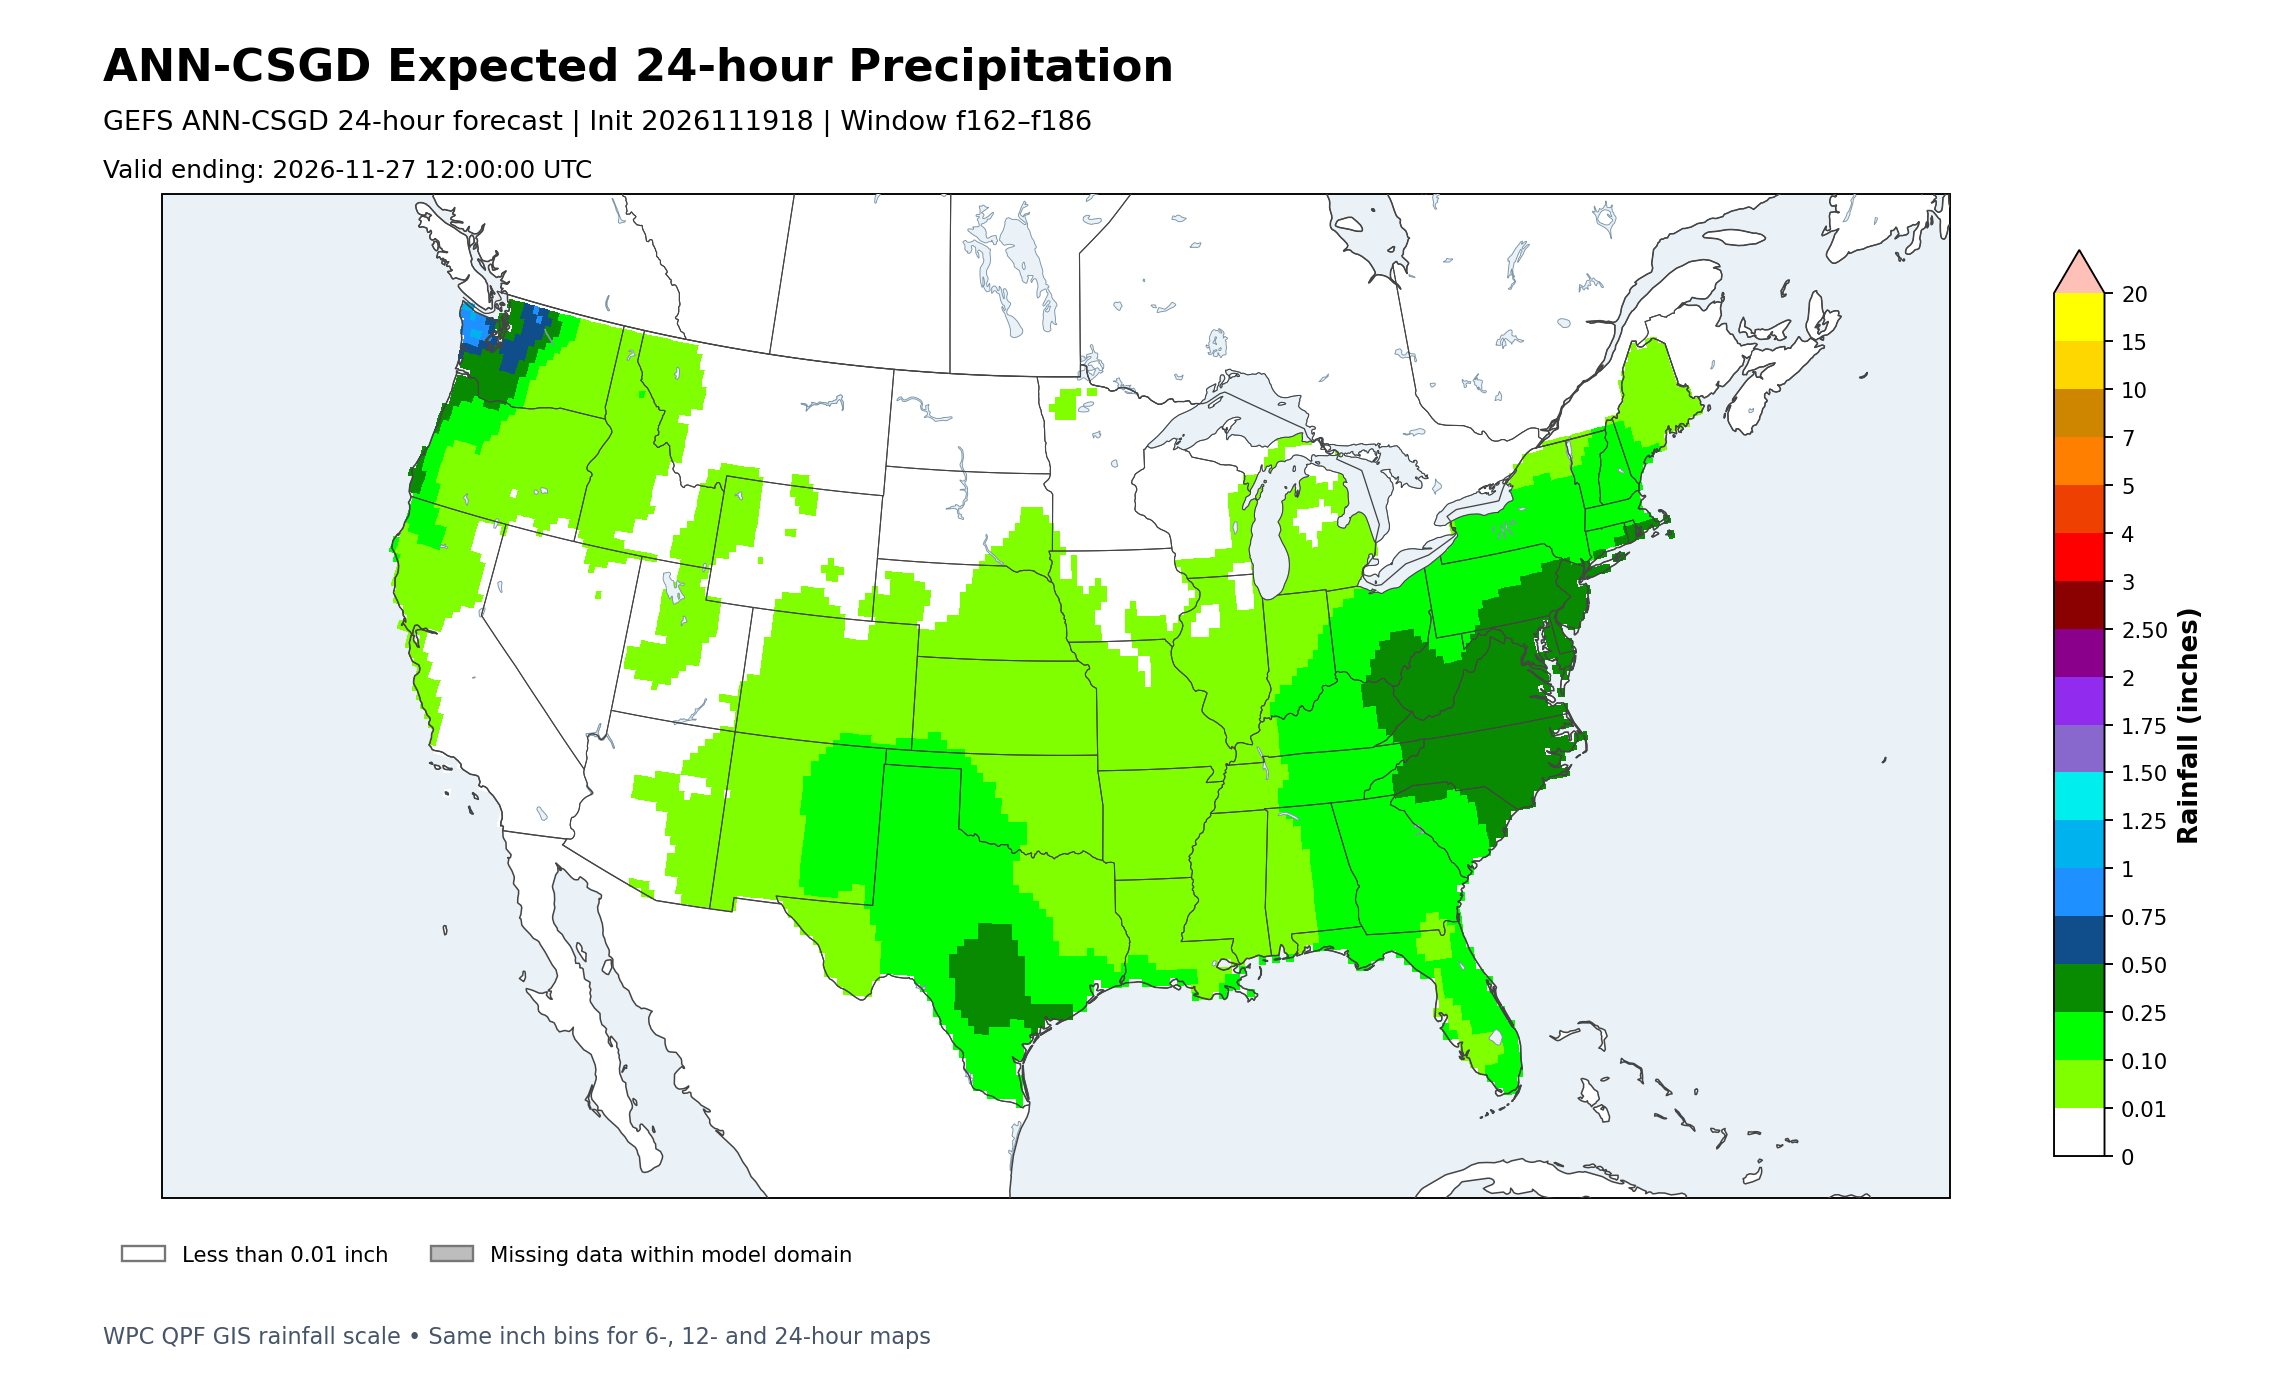 ANN-CSGD Expected 24-hour Precipitation
GEFS ANN-CSGD 24-hour forecast | Init 2026111918 | Window f162–f186
Valid ending: 2026-11-27 12:00:00 UTC
20
15
10
7
5
4
3
2.50
2
1.75
1.50
1.25
1
0.75
0.50
0.25
0.10
0.01
0
Rainfall (inches)
Less than 0.01 inch
Missing data within model domain
WPC QPF GIS rainfall scale • Same inch bins for 6-, 12- and 24-hour maps